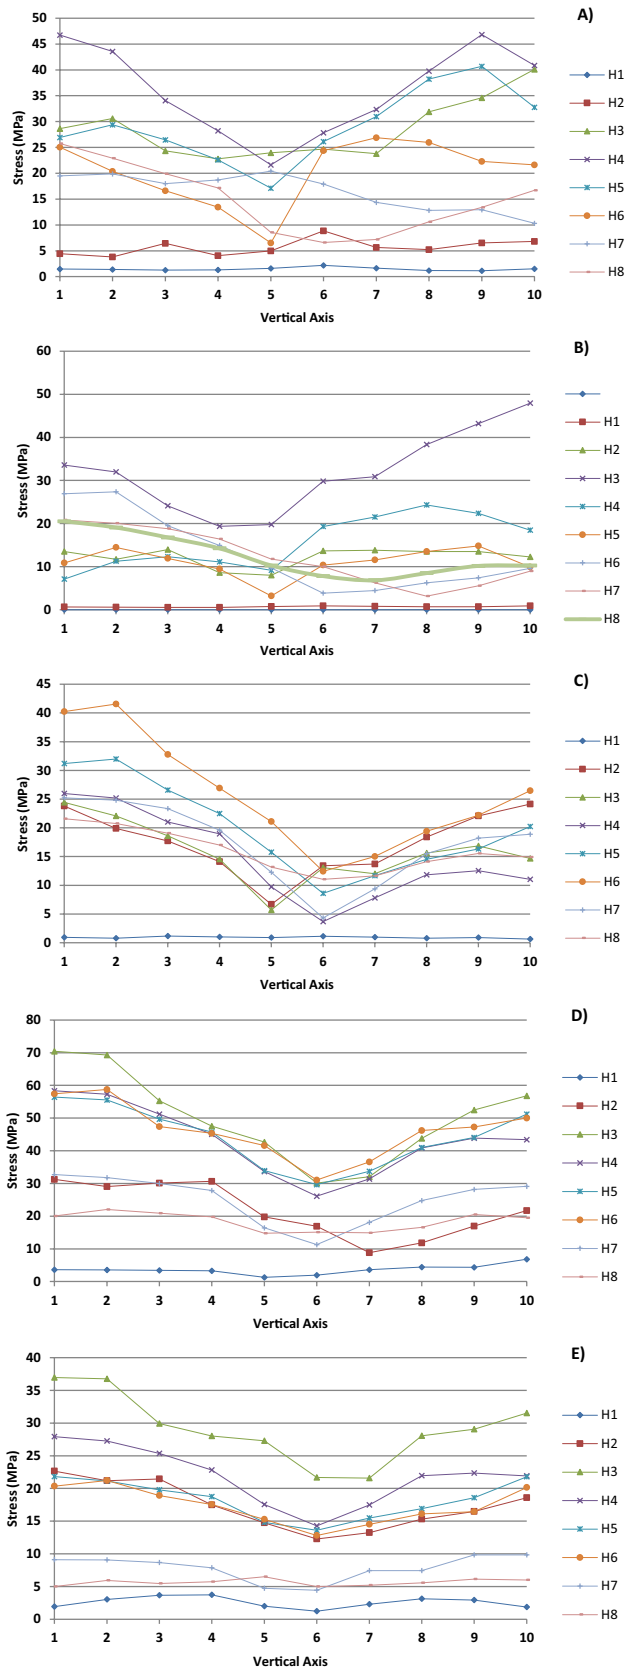 A)
50
45
40
35
30
25
20
15
10
5
0
Stress (MPa)
1 2 3 4 5 6 7 8 9 10
Vertical Axis
H1
H2
H3
H4
H5
H6
H7
H8
B)
60
50
40
30
20
10
0
Stress (MPa)
1 2 3 4 5 6 7 8 9 10
Vertical Axis
H1
H2
H3
H4
H5
H6
H7
H8
C)
45
40
35
30
25
20
15
10
5
0
Stress (MPa)
1 2 3 4 5 6 7 8 9 10
Vertical Axis
H1
H2
H3
H4
H5
H6
H7
H8
D)
80
70
60
50
40
30
20
10
0
Stress (MPa)
1 2 3 4 5 6 7 8 9 10
Vertical Axis
H1
H2
H3
H4
H5
H6
H7
H8
E)
40
35
30
25
20
15
10
5
0
Stress (MPa)
1 2 3 4 5 6 7 8 9 10
Vertical Axis
H1
H2
H3
H4
H5
H6
H7
H8